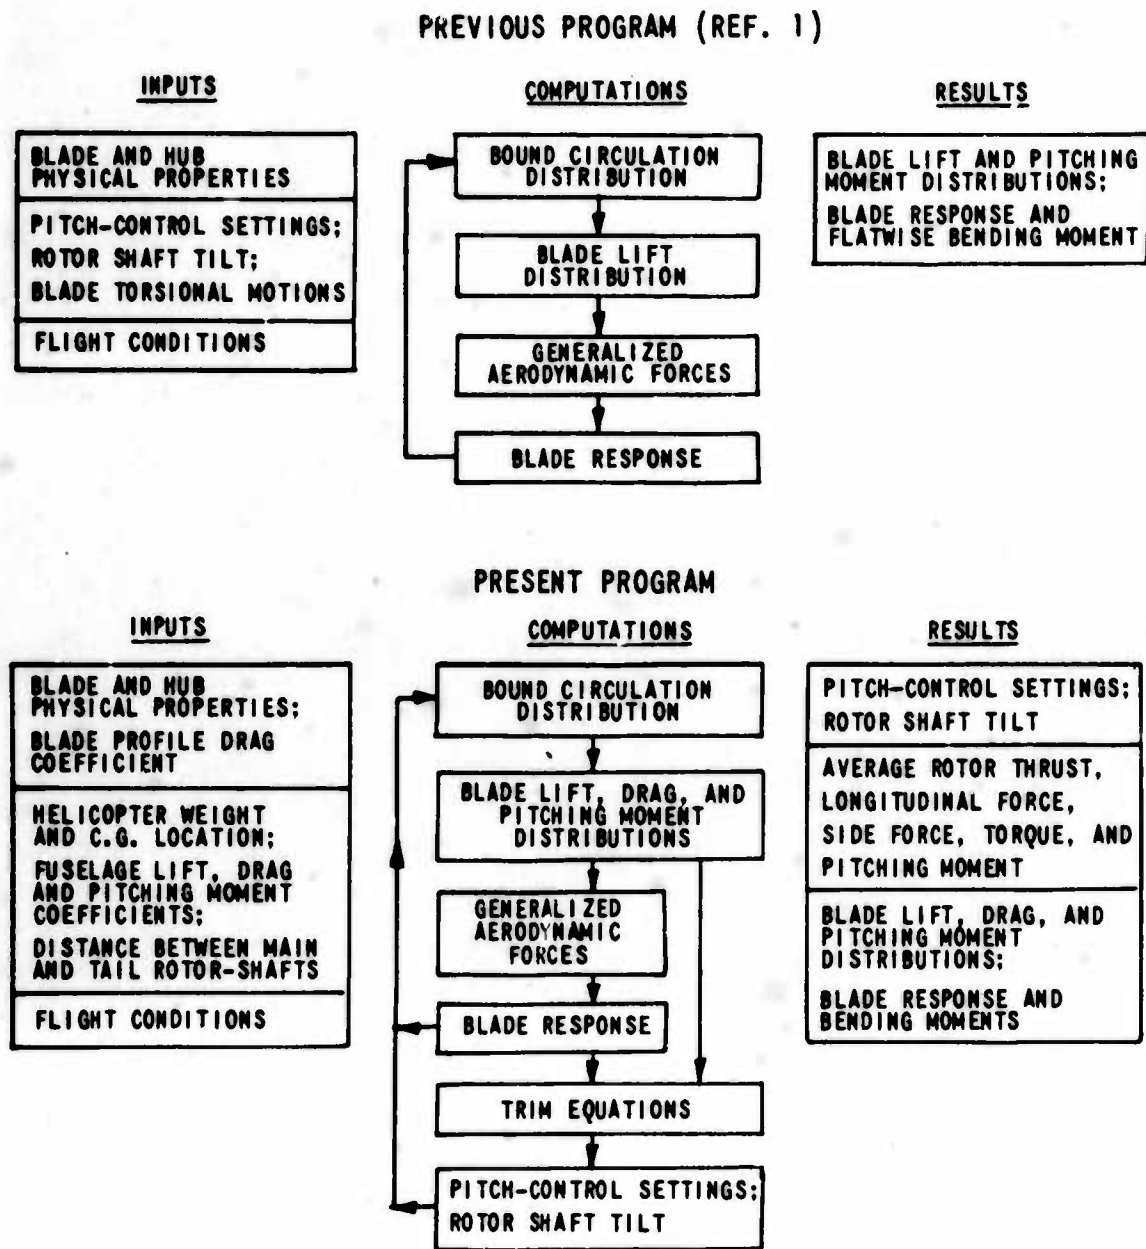 PREVIOUS PROGRAM (REF. 1)
INPUTS
BLADE AND HUB
PHYSICAL PROPERTIES
PITCH-CONTROL SETTINGS;
ROTOR SHAFT TILT;
BLADE TORSIONAL MOTIONS
FLIGHT CONDITIONS
COMPUTATIONS
BOUND CIRCULATION
DISTRIBUTION
BLADE LIFT
DISTRIBUTION
GENERALIZED
AERODYNAMIC FORCES
BLADE RESPONSE
RESULTS
BLADE LIFT AND PITCHING
MOMENT DISTRIBUTIONS;
BLADE RESPONSE AND
FLATWISE BENDING MOMENT
PRESENT PROGRAM
INPUTS
BLADE AND HUB
PHYSICAL PROPERTIES;
BLADE PROFILE DRAG
COEFFICIENT
HELICOPTER WEIGHT
AND C.G. LOCATION;
FUSELAGE LIFT, DRAG
AND PITCHING MOMENT
COEFFICIENTS;
DISTANCE BETWEEN MAIN
AND TAIL ROTOR-SHAFTS
FLIGHT CONDITIONS
COMPUTATIONS
BOUND CIRCULATION
DISTRIBUTION
BLADE LIFT, DRAG, AND
PITCHING MOMENT
DISTRIBUTIONS
GENERALIZED
AERODYNAMIC
FORCES
BLADE RESPONSE
TRIM EQUATIONS
PITCH-CONTROL SETTINGS;
ROTOR SHAFT TILT
RESULTS
PITCH-CONTROL SETTINGS;
ROTOR SHAFT TILT
AVERAGE ROTOR THRUST,
LONGITUDINAL FORCE,
SIDE FORCE, TORQUE, AND
PITCHING MOMENT
BLADE LIFT, DRAG, AND
PITCHING MOMENT
DISTRIBUTIONS;
BLADE RESPONSE AND
BENDING MOMENTS